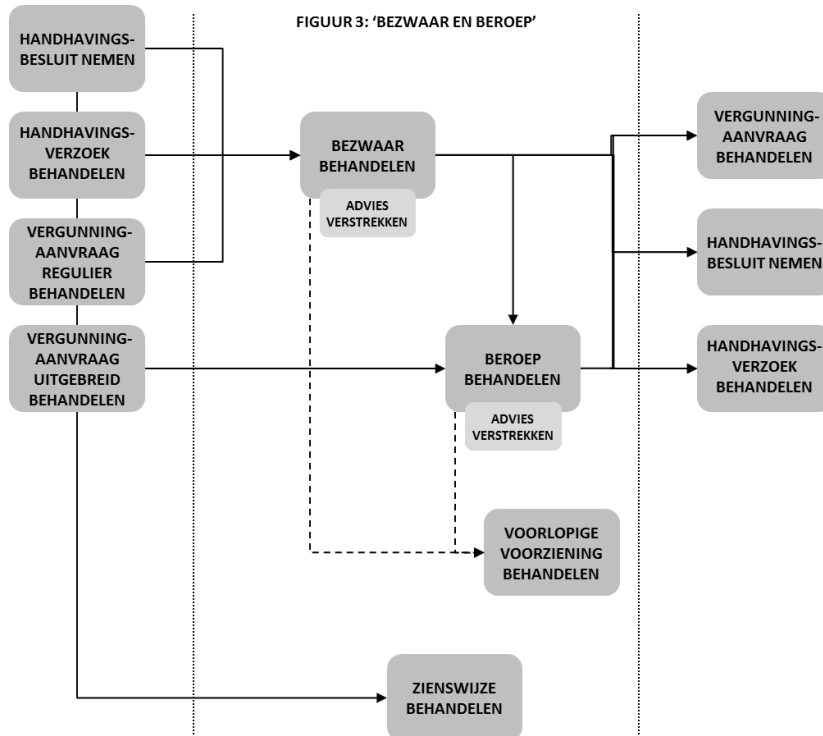 FIGUUR 3: ‘BEZWAAR EN BEROEP’
HANDHAVINGS-
BESLUIT NEMEN
HANDHAVINGS-
VERZOEK
BEHANDELEN
VERGUNNING-
AANVRAAG
REGULIER
BEHANDELEN
VERGUNNING-
AANVRAAG
UITGEBREID
BEHANDELEN
BEZWAAR
BEHANDELEN
ADVIES
VERSTREKKEN
BEROEP
BEHANDELEN
ADVIES
VERSTREKKEN
VOORLOPIGE
VOORZIENING
BEHANDELEN
ZIENSWIJZE
BEHANDELEN
VERGUNNING-
AANVRAAG
BEHANDELEN
HANDHAVINGS-
BESLUIT NEMEN
HANDHAVINGS-
VERZOEK
BEHANDELEN